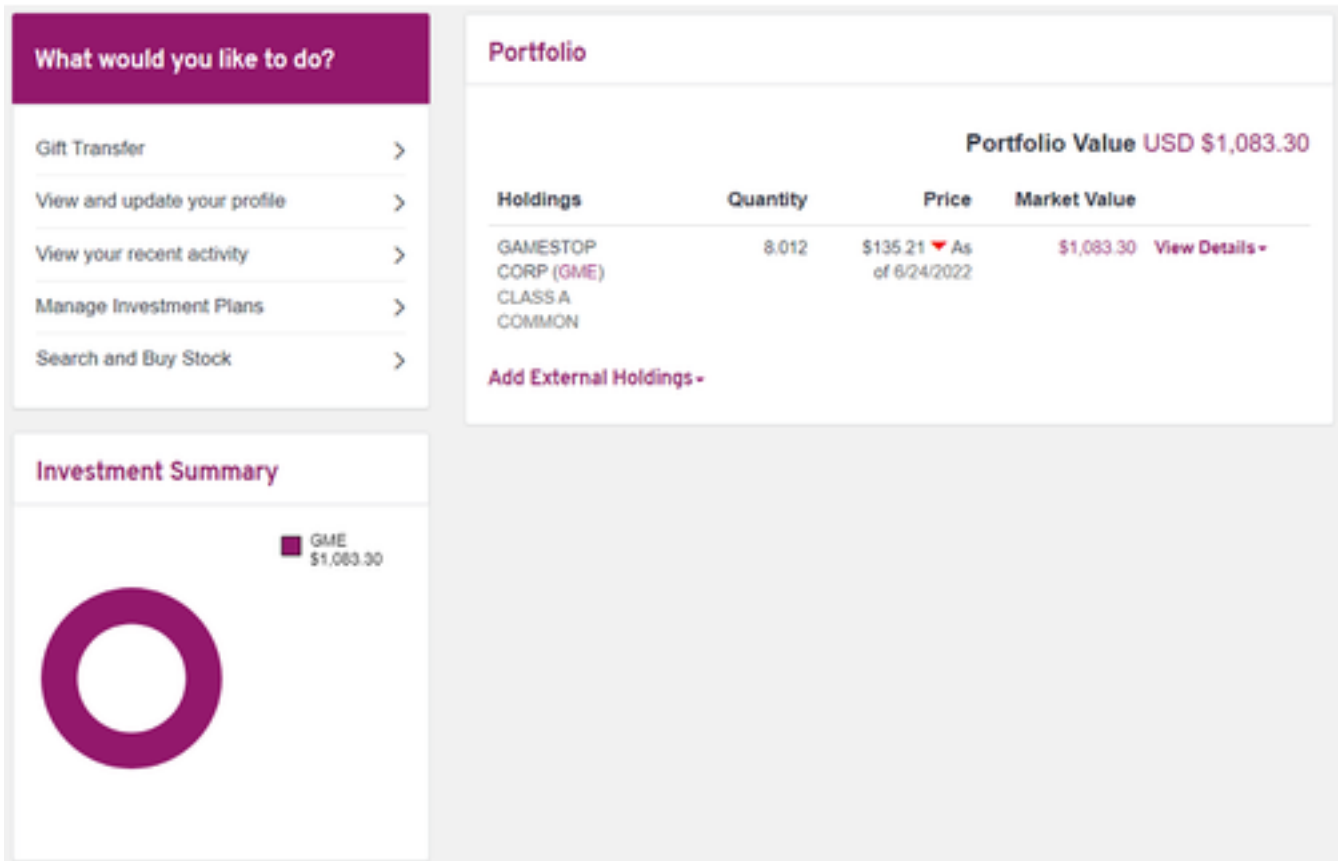 What would you like to do?
Gift Transfer
View and update your profile
View your recent activity
Manage Investment Plans
Search and Buy Stock
Portfolio
Portfolio Value USD $1,083.30
Holdings Quantity Price Market Value
GAMESTOP 8.012 $135.21 ▼ As $1,083.30 View Details
CORP (GME) of 6/24/2022
CLASS A
COMMON
Add External Holdings
Investment Summary
GME
$1,083.30